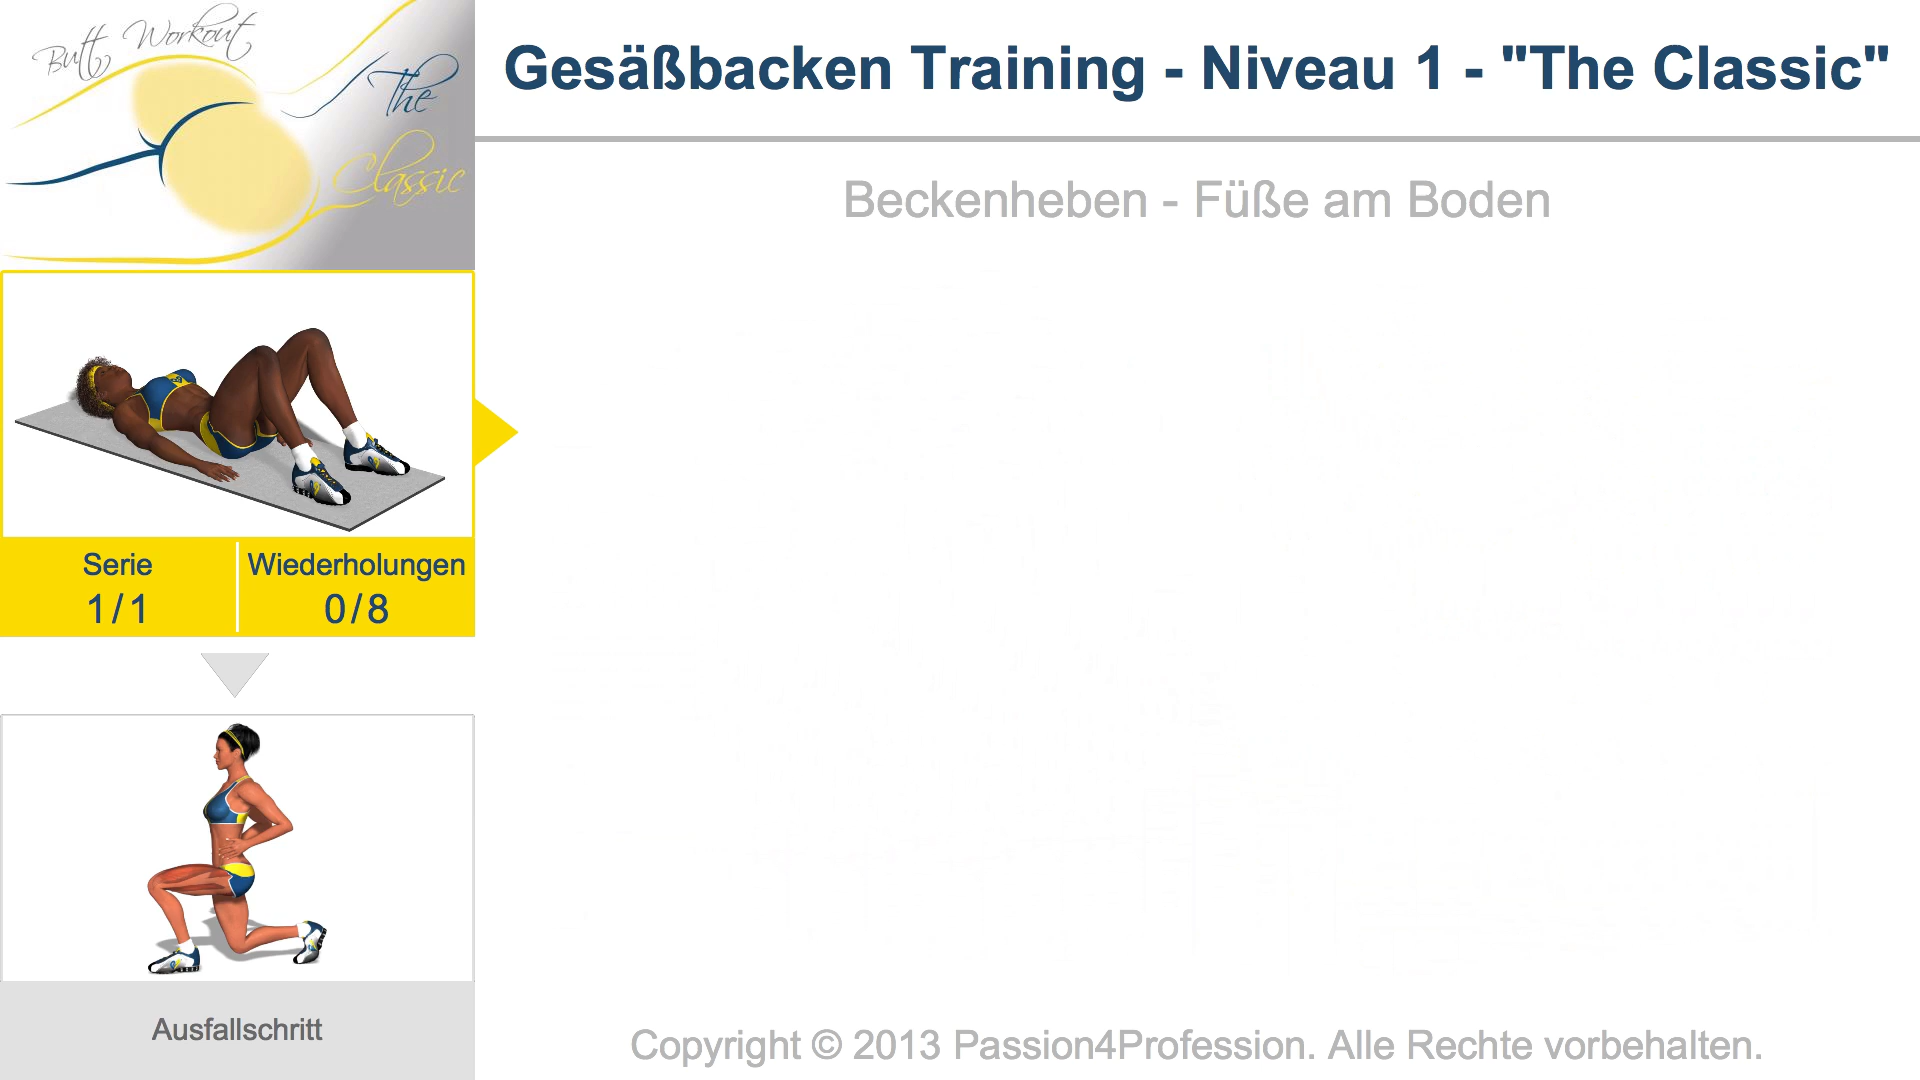 Butt Workout
The
Classic
Gesäßbacken Training - Niveau 1 - "The Classic"
Beckenheben - Füße am Boden
Serie
1/1
Wiederholungen
0/8
Ausfallschritt
Copyright © 2013 Passion4Profession. Alle Rechte vorbehalten.